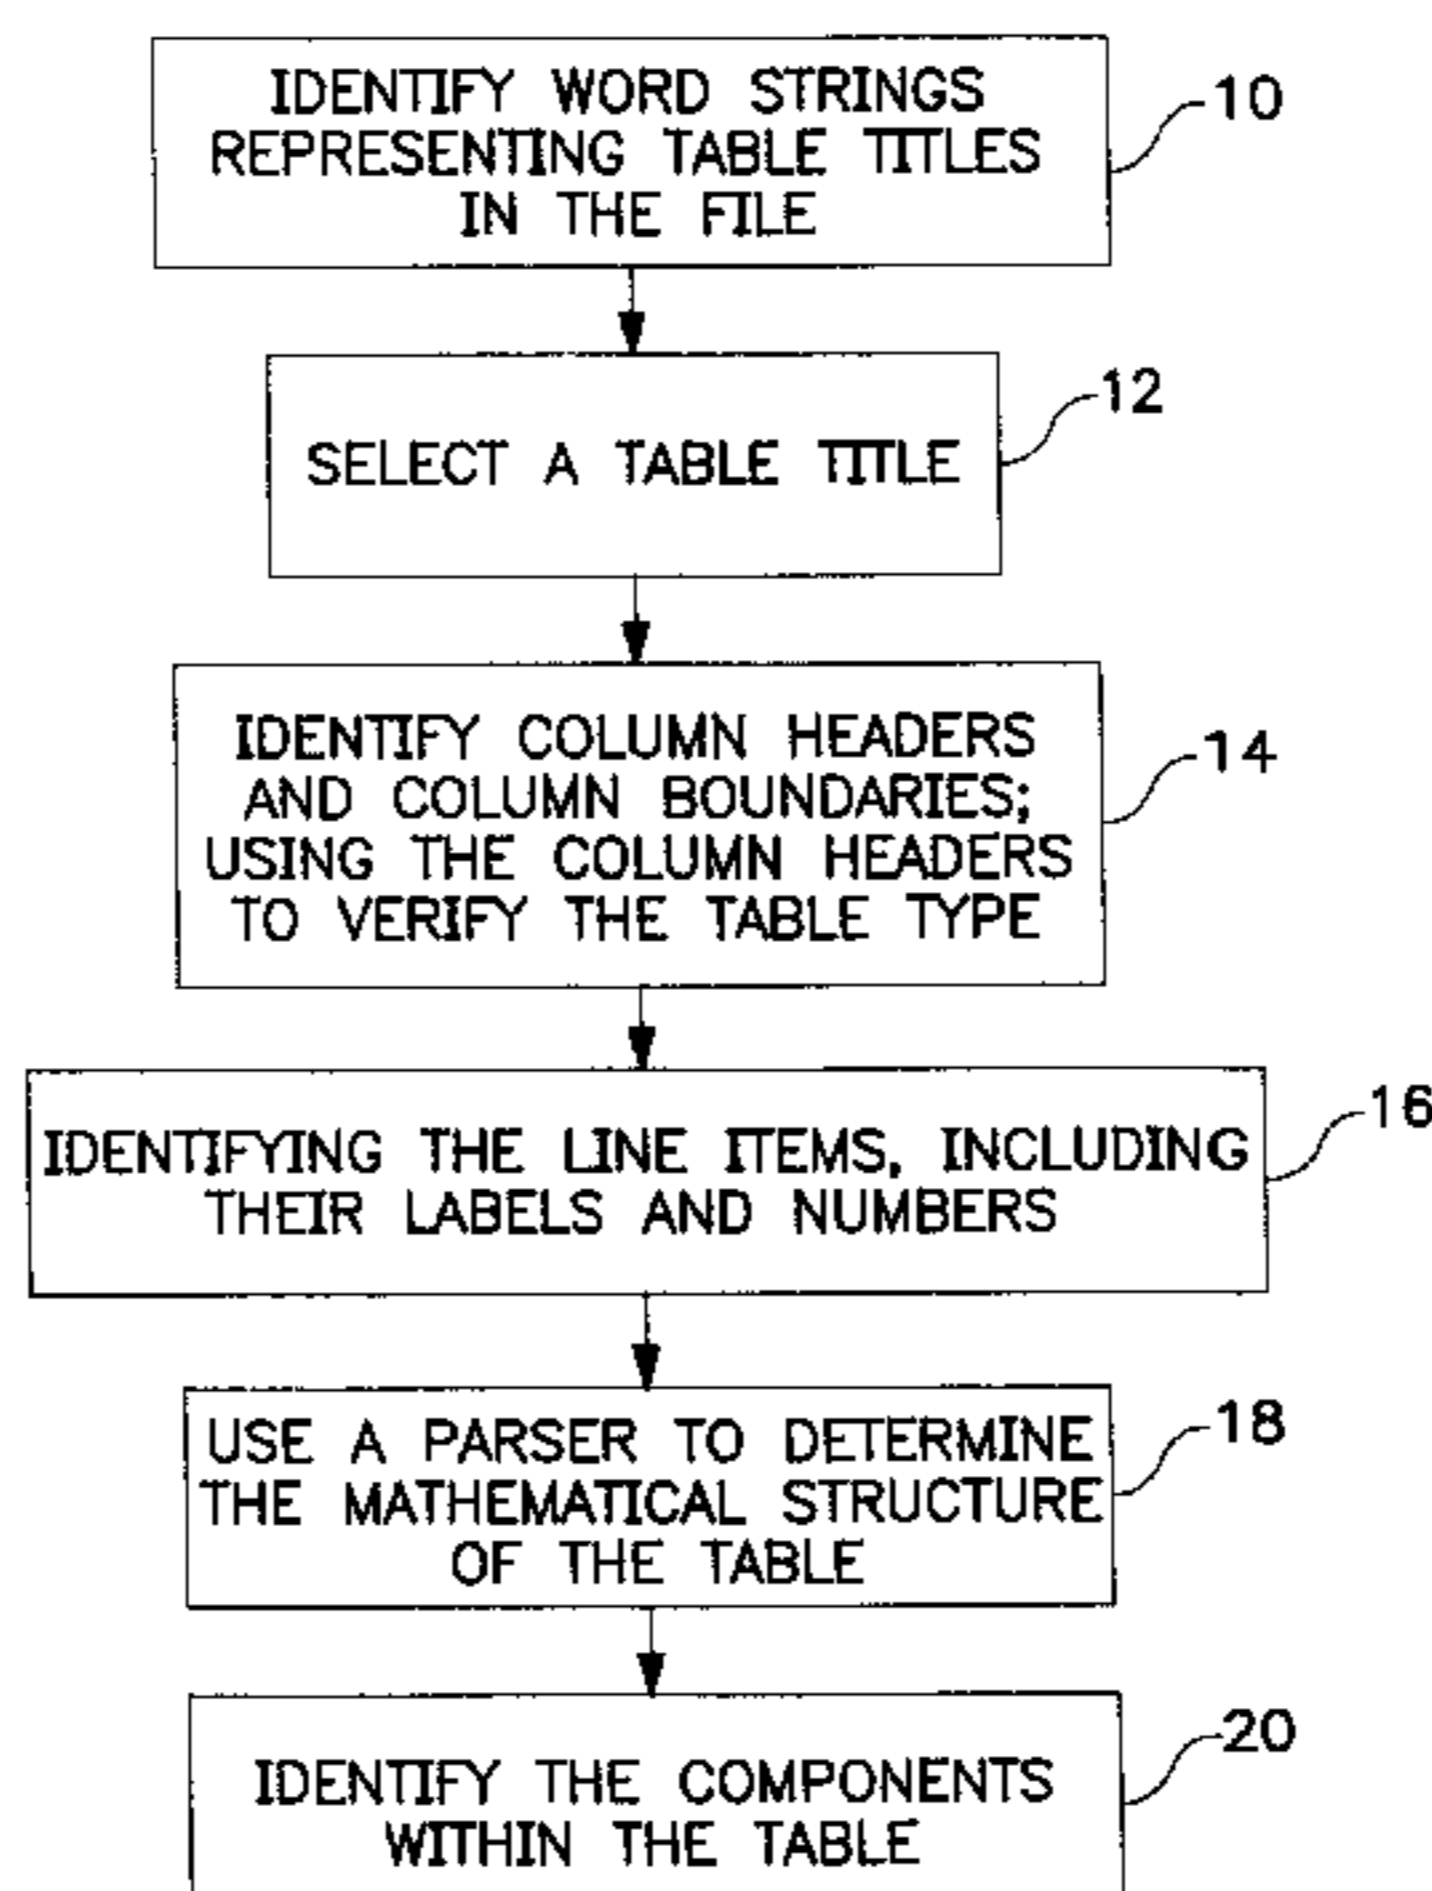 IDENTIFY WORD STRINGS
REPRESENTING TABLE TITLES
IN THE FILE
10
SELECT A TABLE TITLE
12
IDENTIFY COLUMN HEADERS
AND COLUMN BOUNDARIES;
USING THE COLUMN HEADERS
TO VERIFY THE TABLE TYPE
14
IDENTIFYING THE LINE ITEMS, INCLUDING
THEIR LABELS AND NUMBERS
16
USE A PARSER TO DETERMINE
THE MATHEMATICAL STRUCTURE
OF THE TABLE
18
IDENTIFY THE COMPONENTS
WITHIN THE TABLE
20